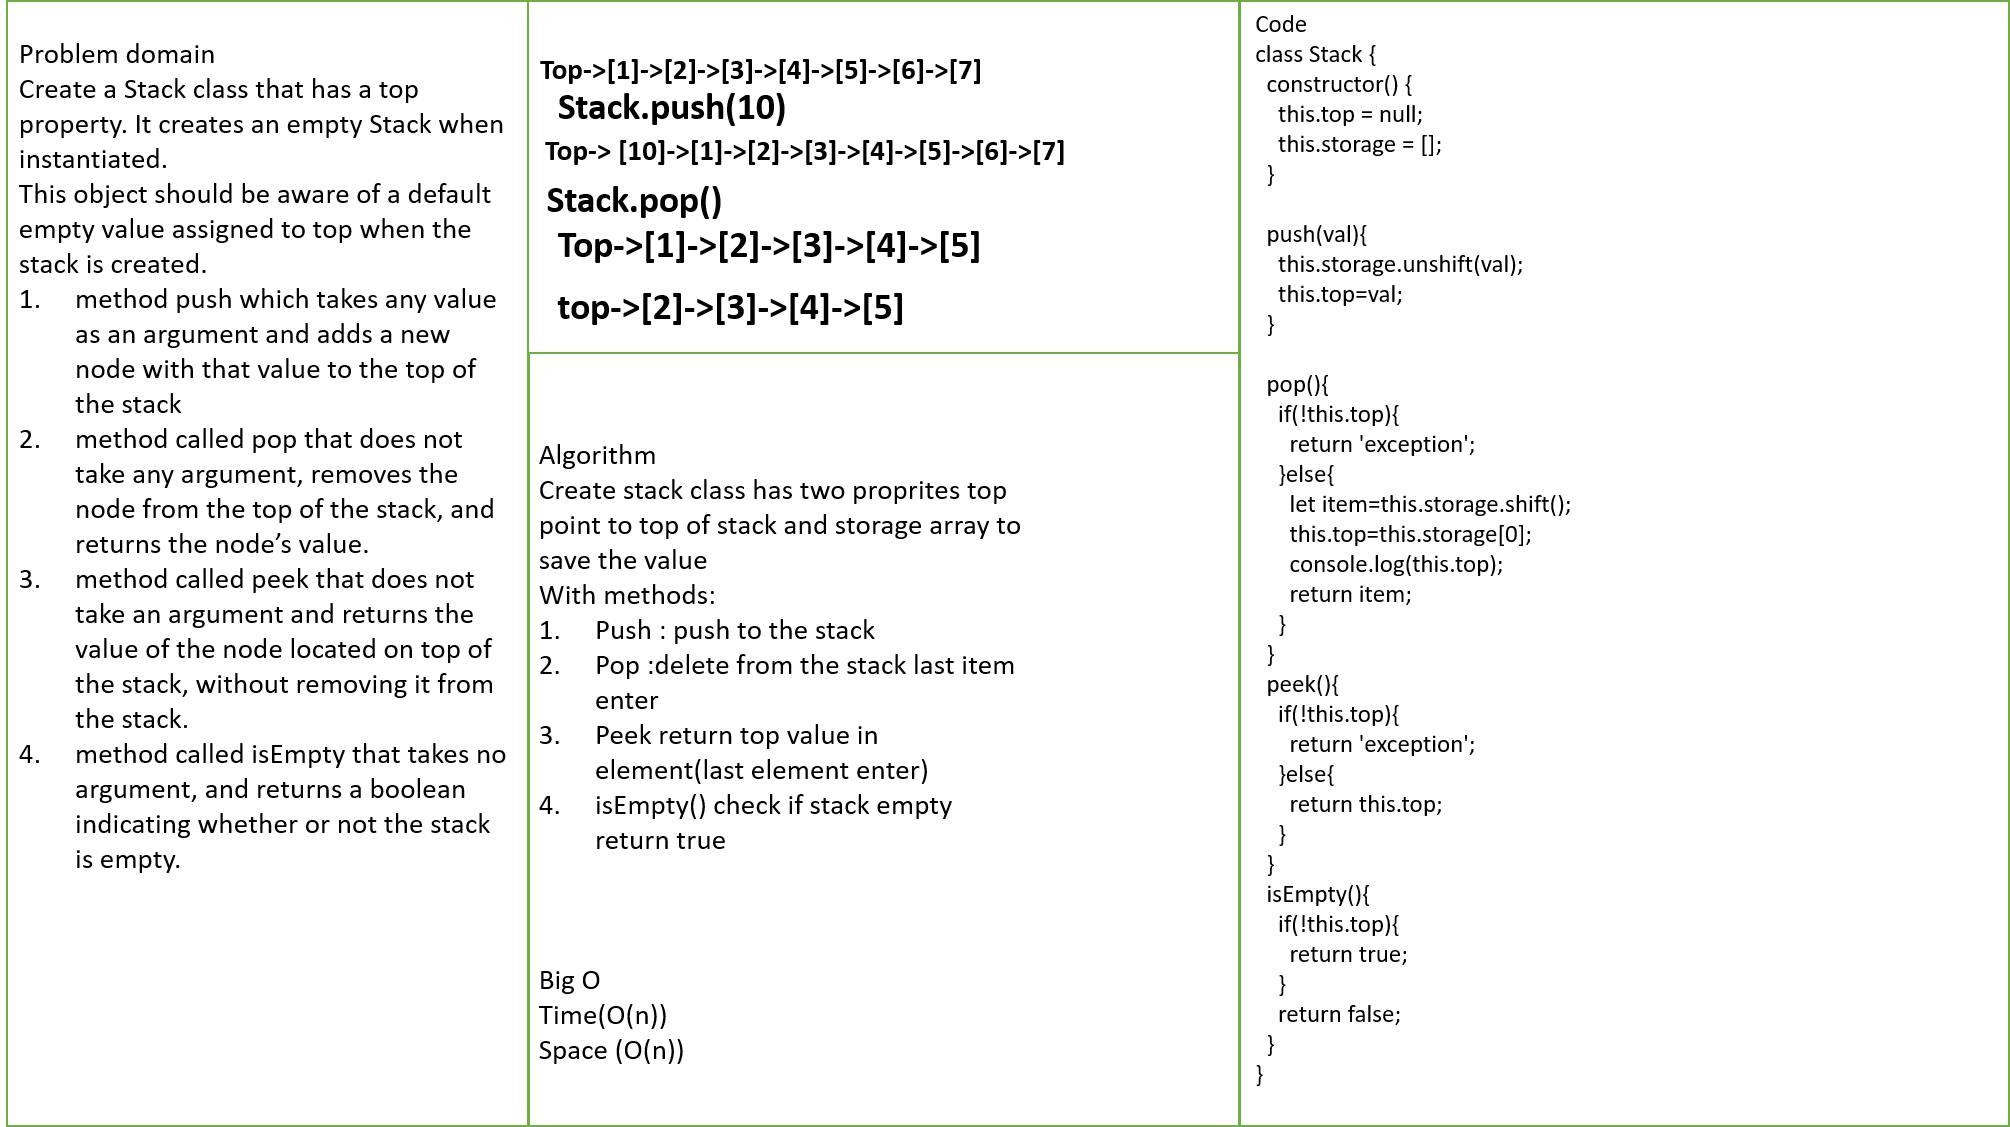 Problem domain
Create a Stack class that has a top
property. It creates an empty Stack when
instantiated.
This object should be aware of a default
empty value assigned to top when the
stack is created.
1. method push which takes any value
as an argument and adds a new
node with that value to the top of
the stack
2. method called pop that does not
take any argument, removes the
node from the top of the stack, and
returns the node’s value.
3. method called peek that does not
take an argument and returns the
value of the node located on top of
the stack, without removing it from
the stack.
4. method called isEmpty that takes no
argument, and returns a boolean
indicating whether or not the stack
is empty.
Top->[1]->[2]->[3]->[4]->[5]->[6]->[7]
Stack.push(10)
Top-> [10]->[1]->[2]->[3]->[4]->[5]->[6]->[7]
Stack.pop()
Top->[1]->[2]->[3]->[4]->[5]
top->[2]->[3]->[4]->[5]
Algorithm
Create stack class has two proprites top
point to top of stack and storage array to
save the value
With methods:
1. Push : push to the stack
2. Pop :delete from the stack last item
enter
3. Peek return top value in
element(last element enter)
4. isEmpty() check if stack empty
return true
Big O
Time(O(n))
Space (O(n))
Code
class Stack {
constructor() {
this.top = null;
this.storage = [];
}
push(val){
this.storage.unshift(val);
this.top=val;
}
pop(){
if(!this.top){
return 'exception';
}else{
let item=this.storage.shift();
this.top=this.storage[0];
console.log(this.top);
return item;
}
}
peek(){
if(!this.top){
return 'exception';
}else{
return this.top;
}
}
isEmpty(){
if(!this.top){
return true;
}
return false;
}
}